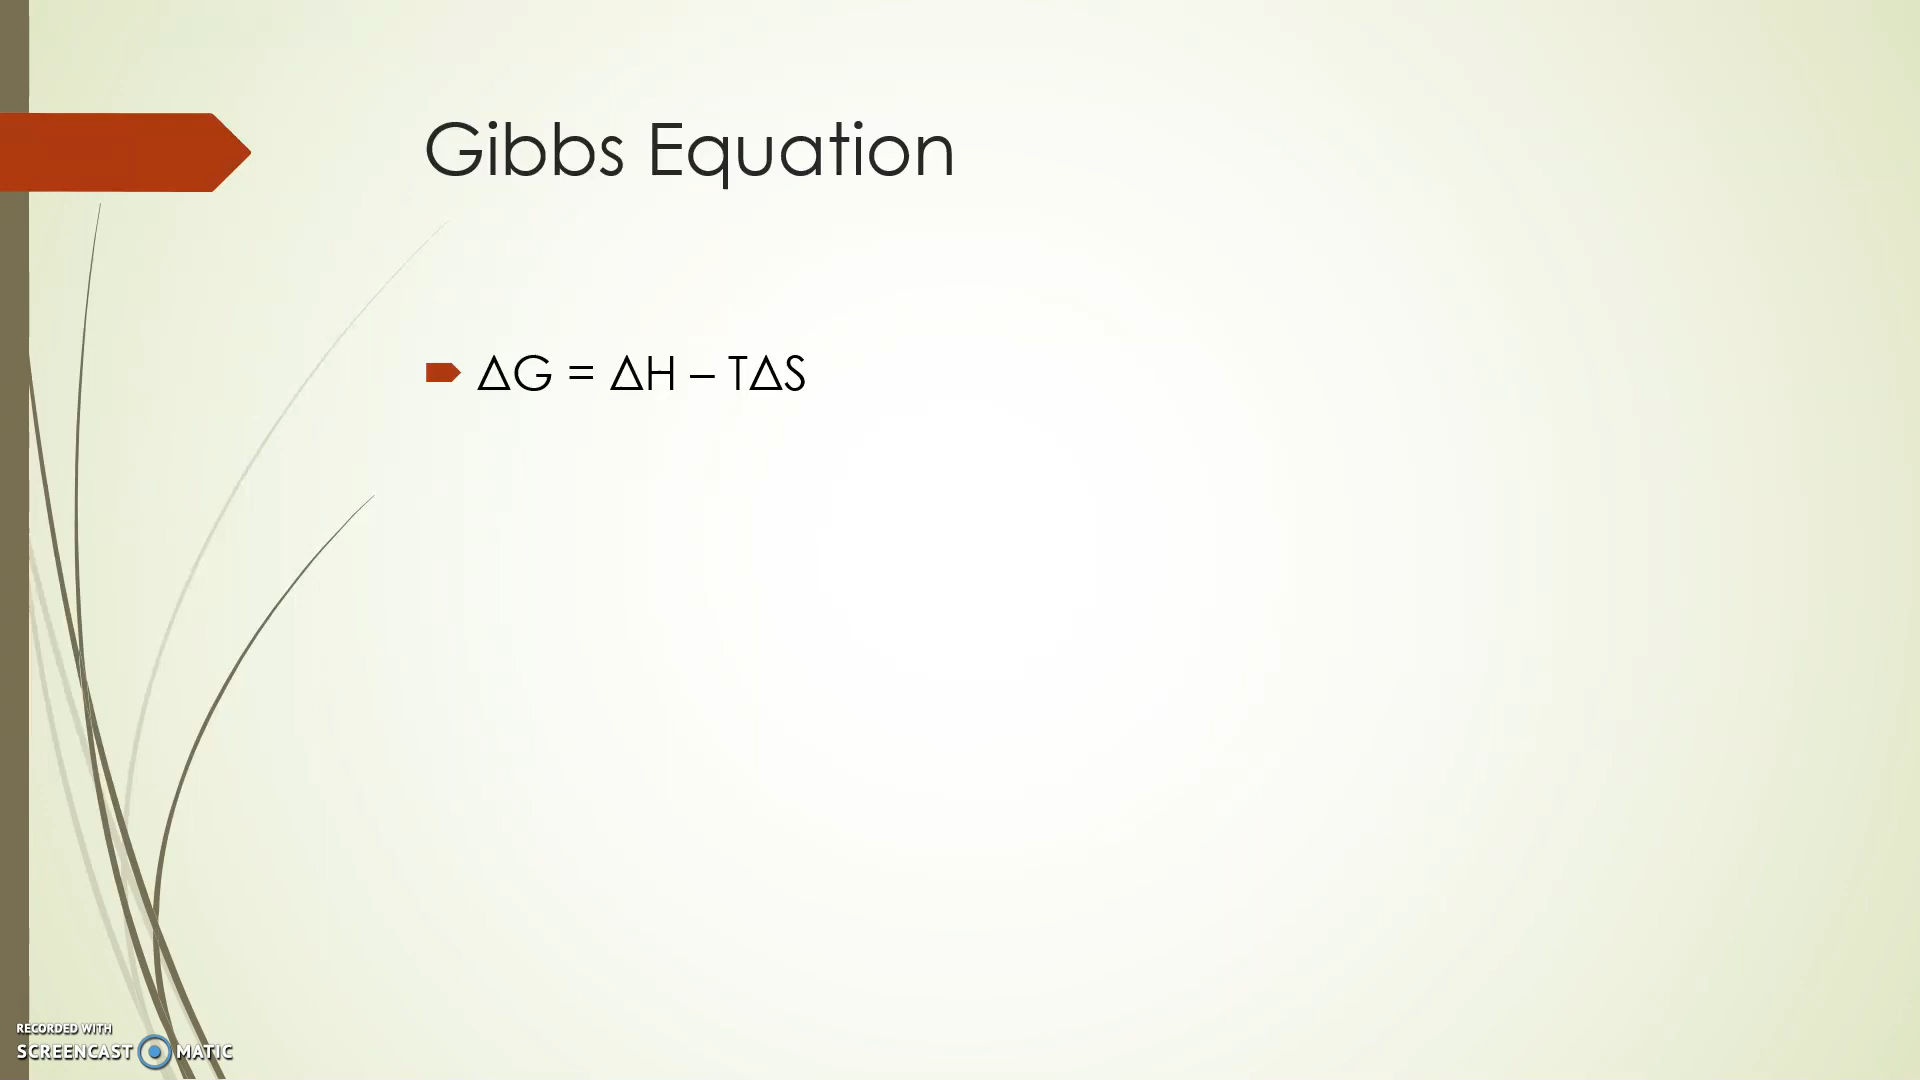 Gibbs Equation
ΔG = ΔH – TΔS
RECORDED WITH
SCREENCAST MATIC